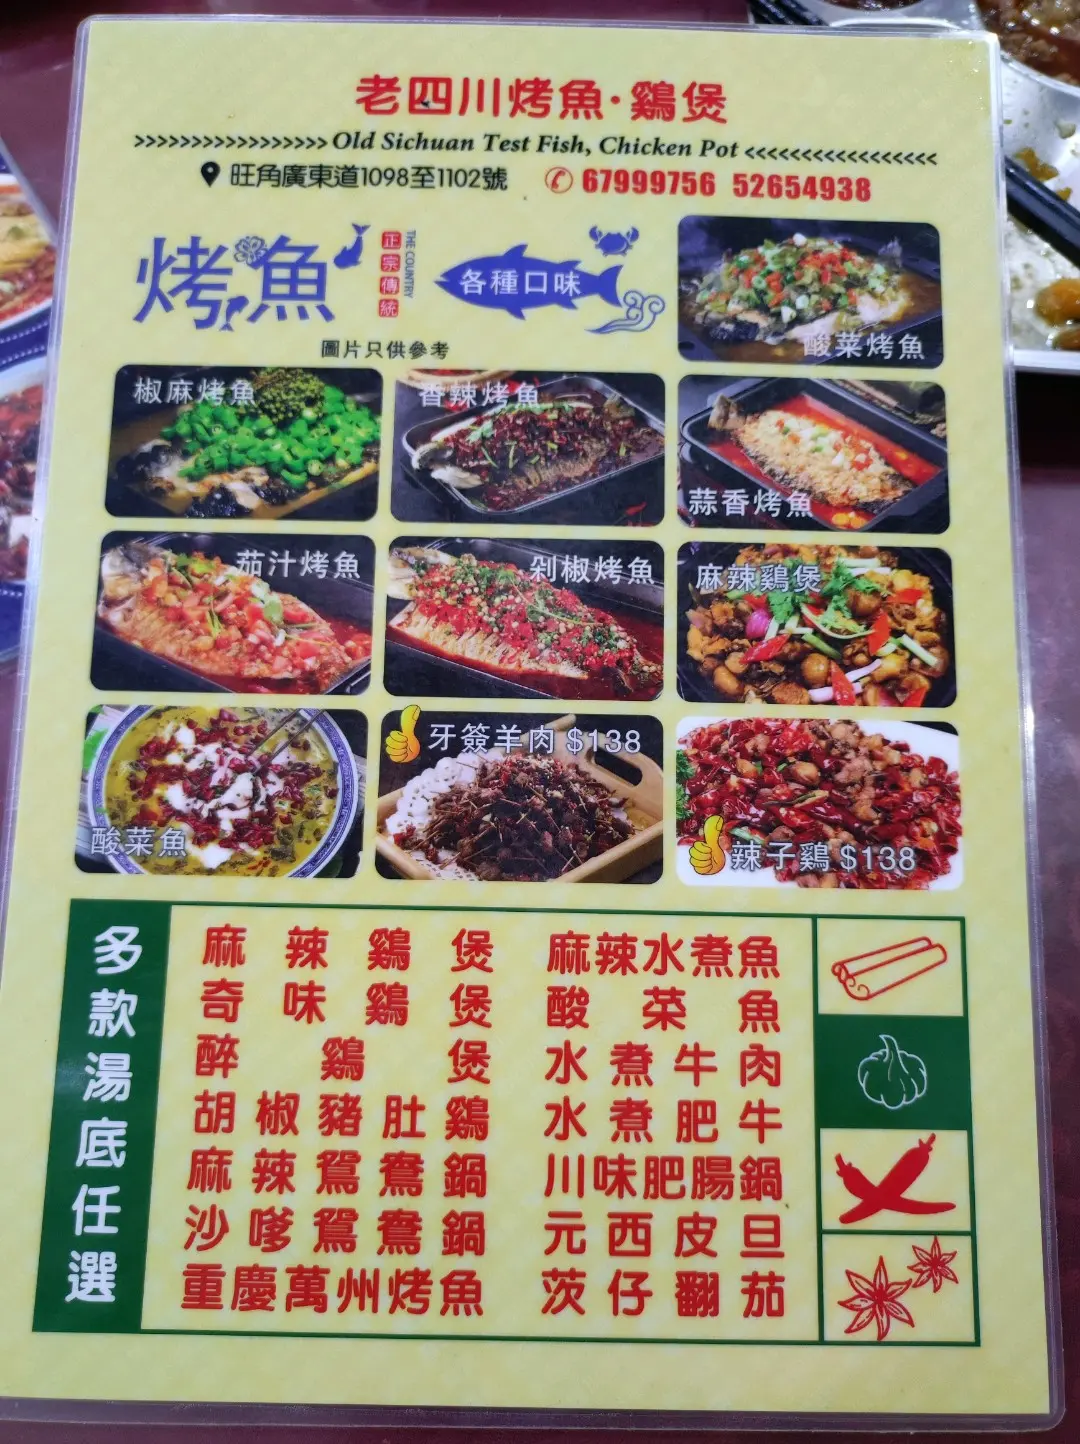 老四川烤魚·鷄煲
>>>>>>>>>>>>>>>>> Old Sichuan Test Fish, Chicken Pot <<<<<<<<<<<<<<<<<
旺角廣東道1098至1102號 67999756 52654938
烤魚 正宗傳統 THE COUNTRY 各種口味
圖片只供參考
酸菜烤魚
椒麻烤魚 香辣烤魚 蒜香烤魚
茄汁烤魚 剁椒烤魚 麻辣鷄煲
酸菜魚 牙簽羊肉 $138 辣子鷄 $138
多款湯底任選
麻辣鷄煲 麻辣水煮魚
奇味鷄煲 酸菜魚
醉鷄煲 水煮牛肉
胡椒豬肚鷄 水煮肥牛
麻辣鴛鴦鍋 川味肥腸鍋
沙嗲鴛鴦鍋 元西皮旦
重慶萬州烤魚 茨仔翻茄